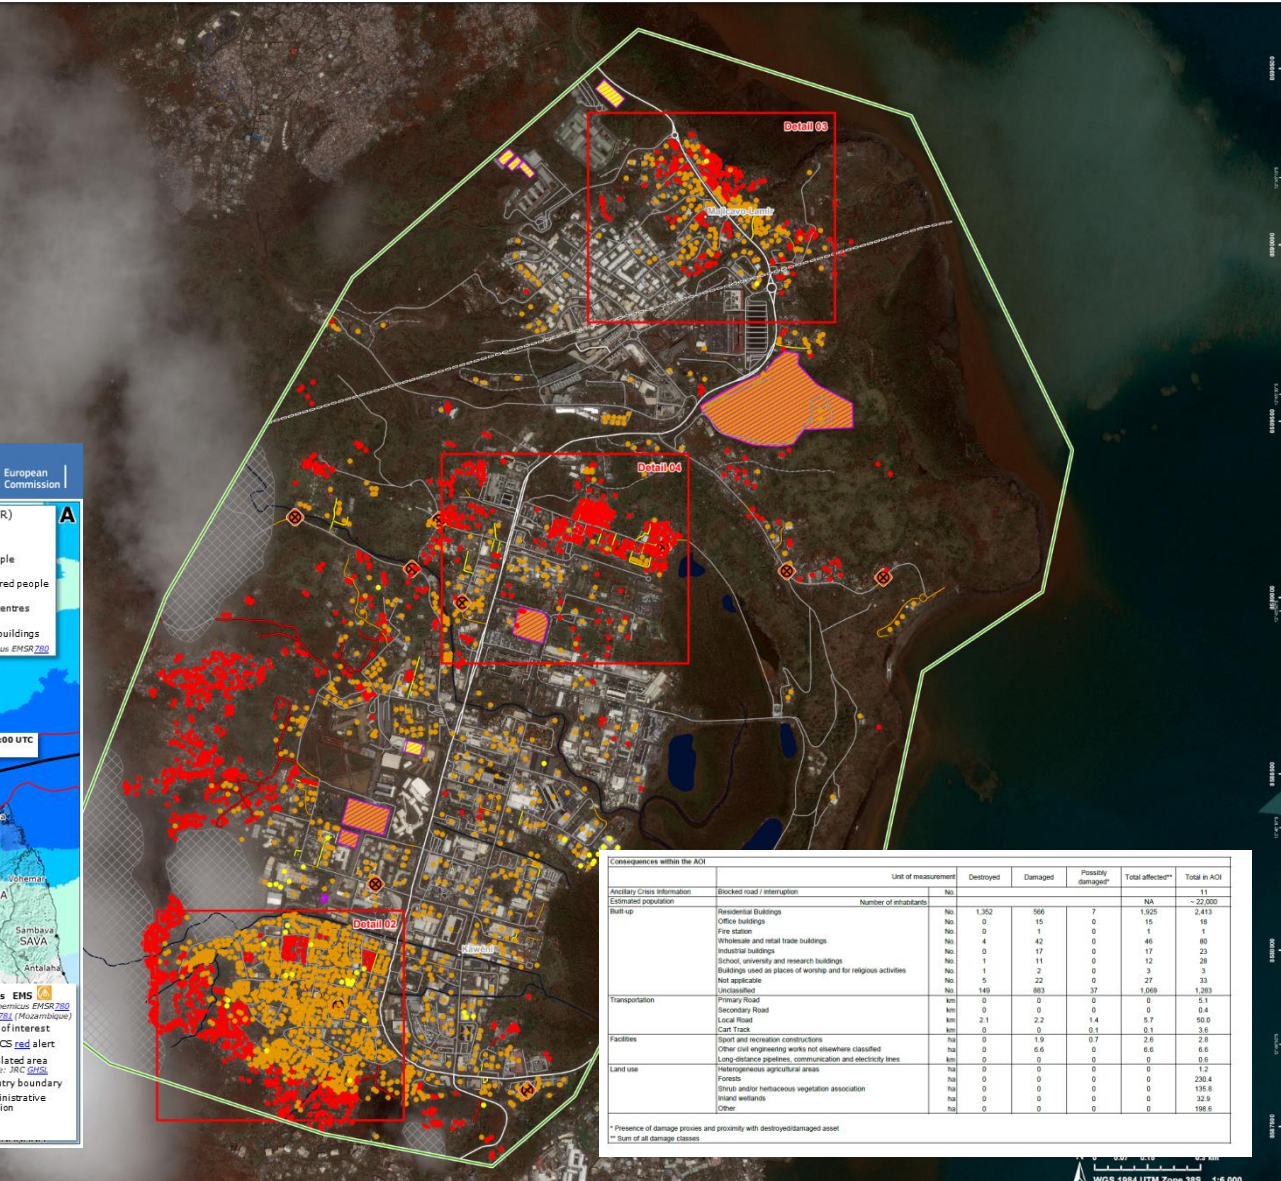 Detail 03
Majicavo-Lamir
Detail 04
Detail 02
Kawéni
European
Commission
R)
A
ple
red people
entres
buildings
us EMSR780
:00 UTC
Vohemar
A
Sambava
SAVA
Antalaha
s EMS
pernicus EMSR780
781 (Mozambique)
of interest
CS red alert
lated area
e: JRC GHSL
ntry boundary
ministrative
ion
Consequences within the AOI
Unit of measurement Destroyed Damaged Possibly damaged* Total affected** Total in AOI
Ancillary Crisis Information Blocked road / interruption No. 11
Estimated population Number of inhabitants NA ~ 22,000
Built-up Residential Buildings No. 1,352 566 7 1,925 2,413
Office buildings No. 0 15 0 15 18
Fire station No. 0 1 0 1 1
Wholesale and retail trade buildings No. 4 42 0 46 80
Industrial buildings No. 0 17 0 17 23
School, university and research buildings No. 1 11 0 12 28
Buildings used as places of worship and for religious activities No. 1 2 0 3 3
Not applicable No. 5 22 0 27 33
Unclassified No. 149 883 37 1,069 1,283
Transportation Primary Road km 0 0 0 0 5.1
Secondary Road km 0 0 0 0 0.4
Local Road km 2.1 2.2 1.4 5.7 50.0
Cart Track km 0 0 0.1 0.1 3.6
Facilities Sport and recreation constructions ha 0 1.9 0.7 2.6 2.8
Other civil engineering works not elsewhere classified ha 0 6.6 0 6.6 6.6
Long-distance pipelines, communication and electricity lines km 0 0 0 0 0.6
Land use Heterogeneous agricultural areas ha 0 0 0 0 1.2
Forests ha 0 0 0 0 230.4
Shrub and/or herbaceous vegetation association ha 0 0 0 0 135.8
Inland wetlands ha 0 0 0 0 32.9
Other ha 0 0 0 0 198.6
* Presence of damage proxies and proximity with destroyed/damaged asset
** Sum of all damage classes
WGS 1984 UTM Zone 38S 1:6,000